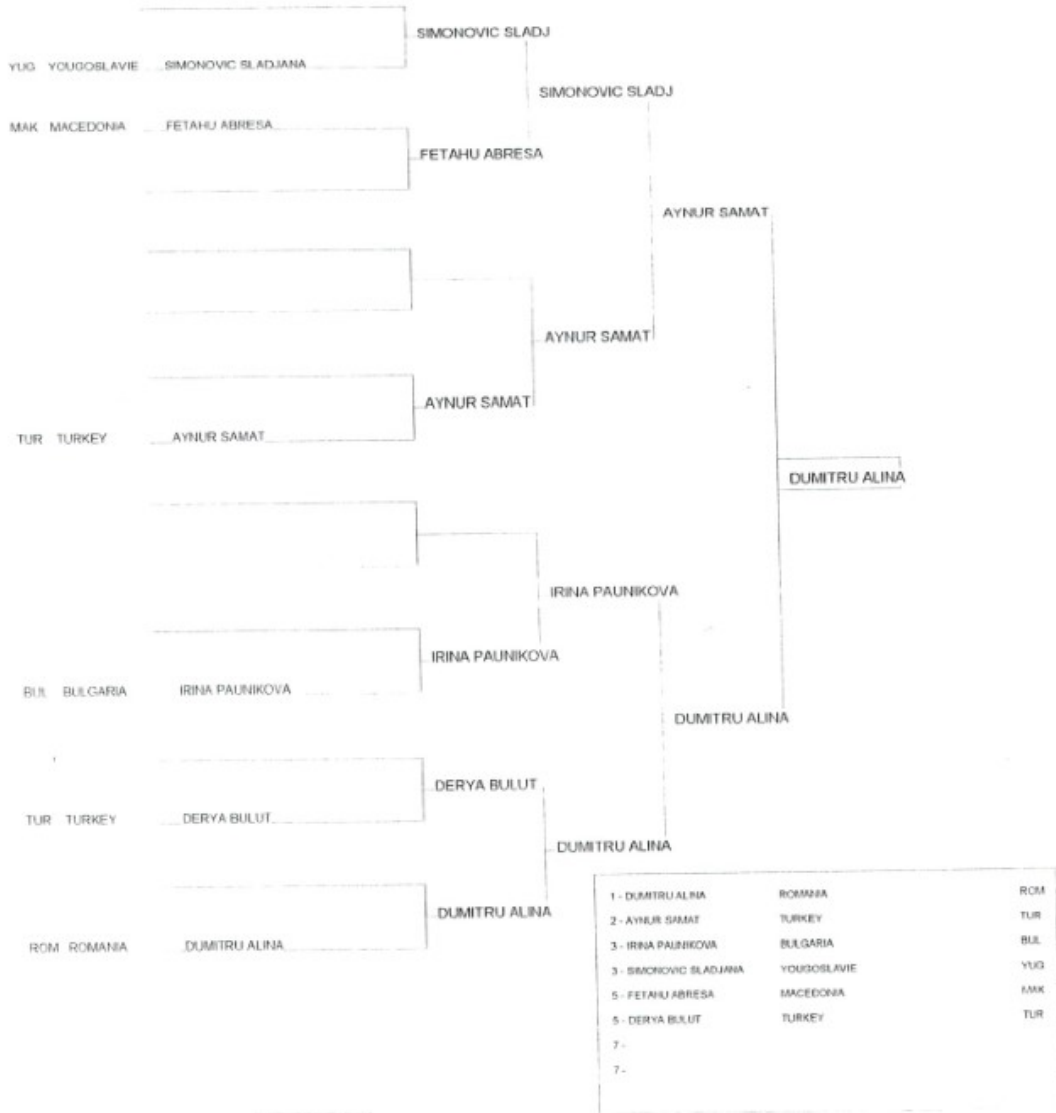 SIMONOVIC SLADJ
YUG YOUGOSLAVIE SIMONOVIC SLADJANA
SIMONOVIC SLADJ
MAK MACEDONIA FETAHU ABRESA
FETAHU ABRESA
AYNUR SAMAT
AYNUR SAMAT
AYNUR SAMAT
TUR TURKEY AYNUR SAMAT
DUMITRU ALINA
IRINA PAUNIKOVA
IRINA PAUNIKOVA
BUL BULGARIA IRINA PAUNIKOVA
DUMITRU ALINA
DERYA BULUT
TUR TURKEY DERYA BULUT
DUMITRU ALINA
DUMITRU ALINA
ROM ROMANIA DUMITRU ALINA
1 - DUMITRU ALINA ROMANIA ROM
2 - AYNUR SAMAT TURKEY TUR
3 - IRINA PAUNIKOVA BULGARIA BUL
3 - SIMONOVIC SLADJANA YOUGOSLAVIE YUG
5 - FETAHU ABRESA MACEDONIA MAK
5 - DERYA BULUT TURKEY TUR
7 -
7 -